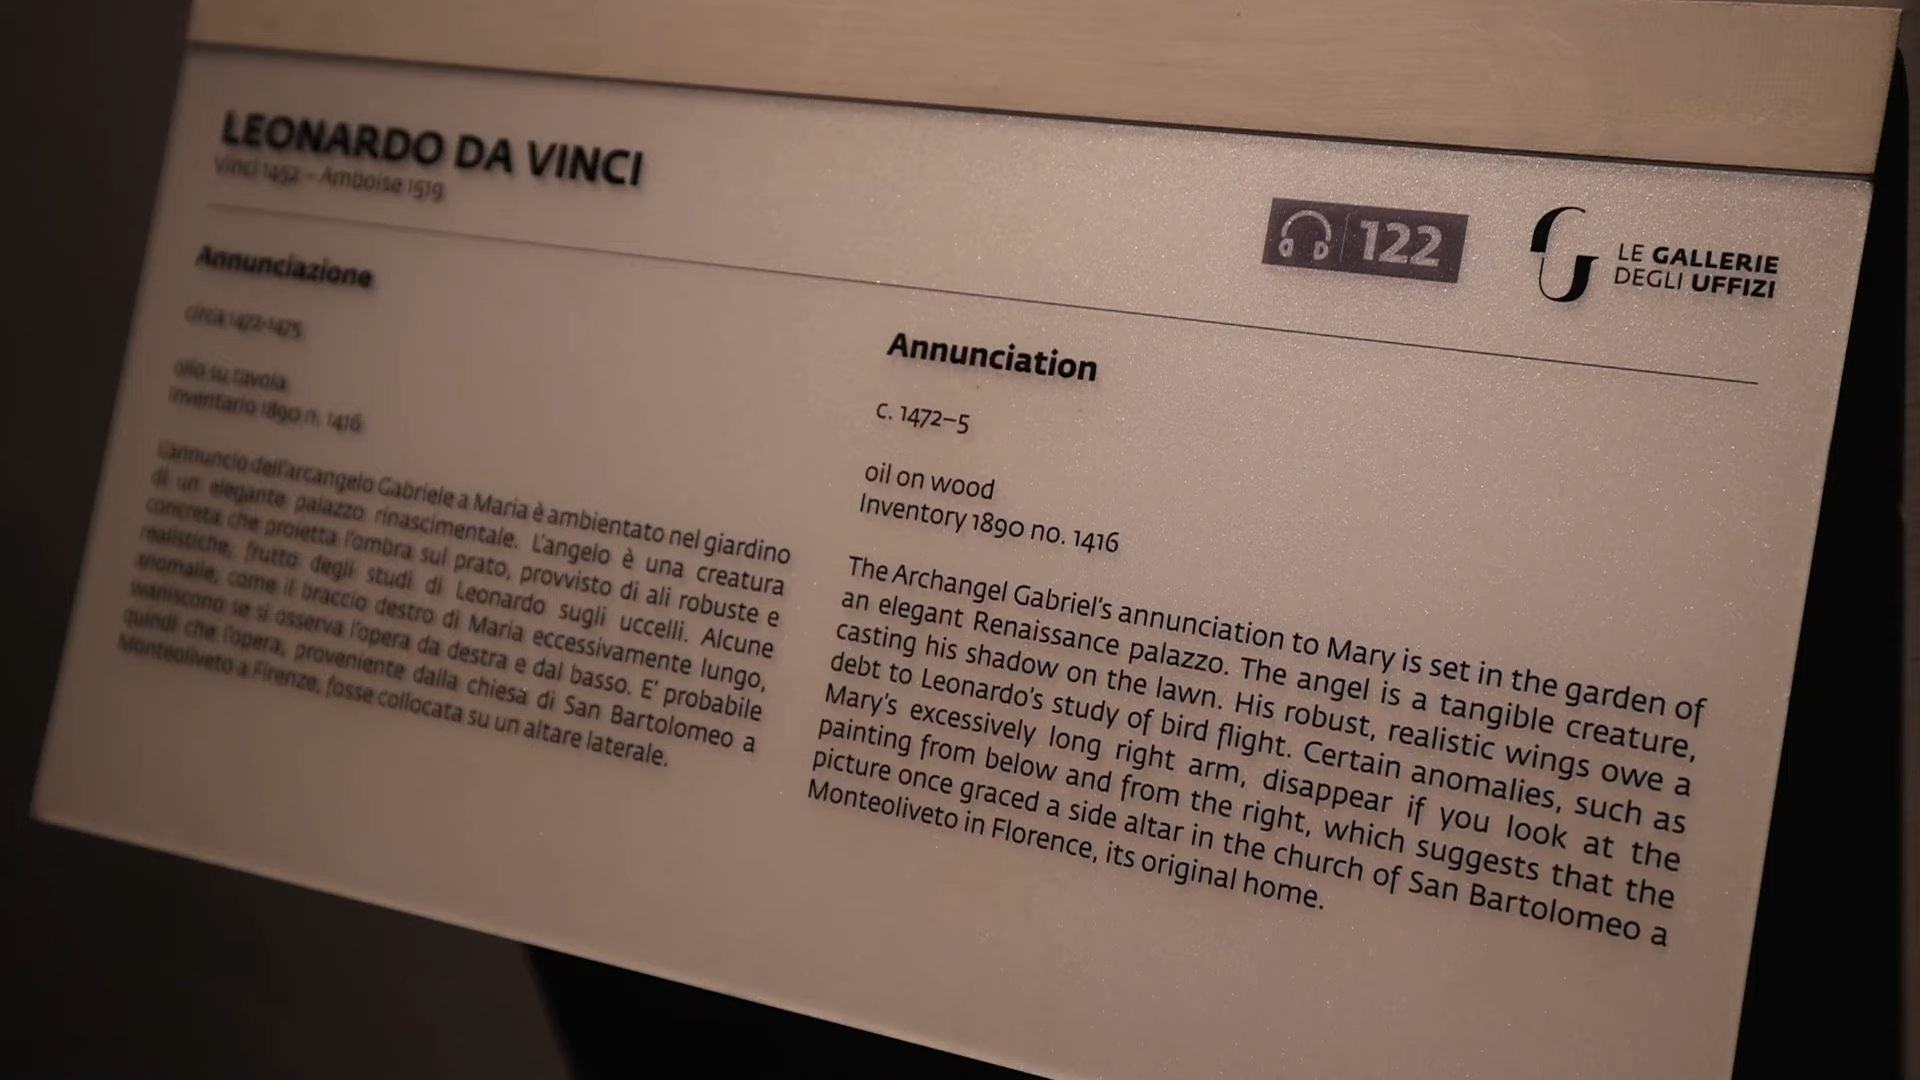 LEONARDO DA VINCI
Vinci 1452 – Amboise 1519
122
LE GALLERIE
DEGLI UFFIZI
Annunciazione
circa 1472-1475
olio su tavola
Inventario 1890 n. 1416
L'annuncio dell'arcangelo Gabriele a Maria è ambientato nel giardino
di un elegante palazzo rinascimentale. L'angelo è una creatura
concreta che proietta l'ombra sul prato, provvisto di ali robuste e
realistiche, frutto degli studi di Leonardo sugli uccelli. Alcune
anomalie, come il braccio destro di Maria eccessivamente lungo,
svaniscono se si osserva l'opera da destra e dal basso. E' probabile
quindi che l'opera, proveniente dalla chiesa di San Bartolomeo a
Monteoliveto a Firenze, fosse collocata su un altare laterale.
Annunciation
c. 1472–5
oil on wood
Inventory 1890 no. 1416
The Archangel Gabriel's annunciation to Mary is set in the garden of
an elegant Renaissance palazzo. The angel is a tangible creature,
casting his shadow on the lawn. His robust, realistic wings owe a
debt to Leonardo's study of bird flight. Certain anomalies, such as
Mary's excessively long right arm, disappear if you look at the
painting from below and from the right, which suggests that the
picture once graced a side altar in the church of San Bartolomeo a
Monteoliveto in Florence, its original home.